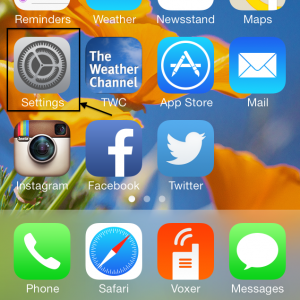 Reminders Weather Newsstand Maps
The
Weather
Channel
Settings TWC App Store Mail
Instagram Facebook Twitter
Phone Safari Voxer Messages